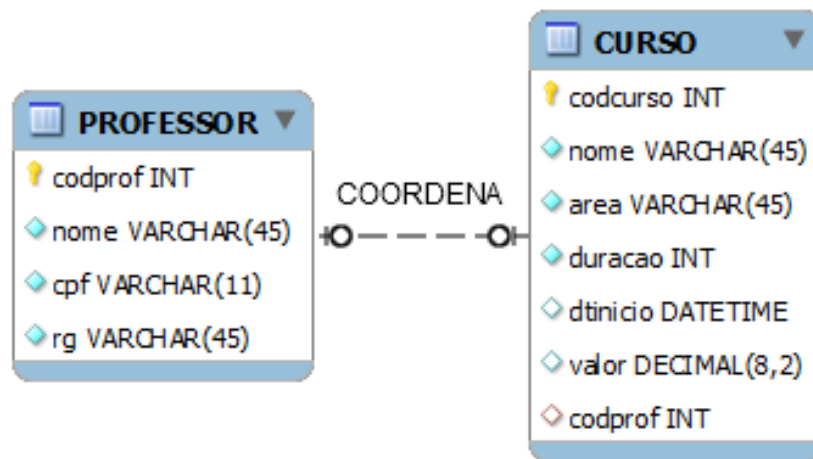 PROFESSOR
codprof INT
nome VARCHAR(45)
cpf VARCHAR(11)
rg VARCHAR(45)
COORDENA
CURSO
codcurso INT
nome VARCHAR(45)
area VARCHAR(45)
duracao INT
dtinicio DATETIME
valor DECIMAL(8,2)
codprof INT